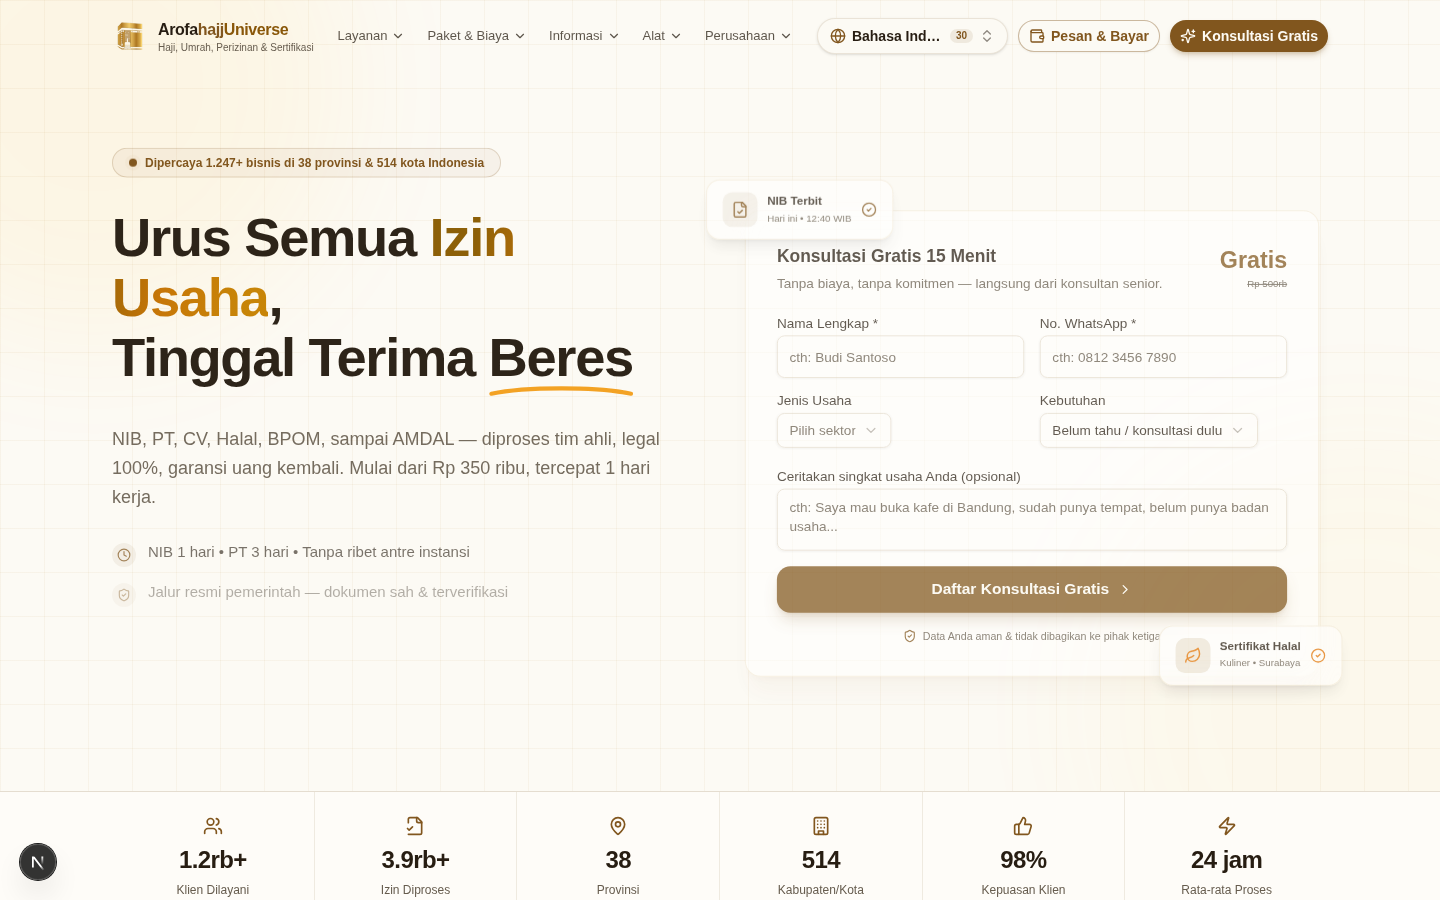 ArofahajjUniverse
Haji, Umrah, Perizinan & Sertifikasi
Layanan
Paket & Biaya
Informasi
Alat
Perusahaan
Bahasa Ind...
30
Pesan & Bayar
Konsultasi Gratis
Dipercaya 1.247+ bisnis di 38 provinsi & 514 kota Indonesia
Urus Semua Izin
Usaha,
Tinggal Terima Beres
NIB, PT, CV, Halal, BPOM, sampai AMDAL — diproses tim ahli, legal
100%, garansi uang kembali. Mulai dari Rp 350 ribu, tercepat 1 hari
kerja.
NIB 1 hari • PT 3 hari • Tanpa ribet antre instansi
Jalur resmi pemerintah — dokumen sah & terverifikasi
NIB Terbit
Hari ini • 12:40 WIB
Konsultasi Gratis 15 Menit
Tanpa biaya, tanpa komitmen — langsung dari konsultan senior.
Gratis
Rp 500rb
Nama Lengkap *
No. WhatsApp *
cth: Budi Santoso
cth: 0812 3456 7890
Jenis Usaha
Kebutuhan
Pilih sektor
Belum tahu / konsultasi dulu
Ceritakan singkat usaha Anda (opsional)
cth: Saya mau buka kafe di Bandung, sudah punya tempat, belum punya badan
usaha...
Daftar Konsultasi Gratis
Data Anda aman & tidak dibagikan ke pihak ketiga
Sertifikat Halal
Kuliner • Surabaya
1.2rb+
Klien Dilayani
3.9rb+
Izin Diproses
38
Provinsi
514
Kabupaten/Kota
98%
Kepuasan Klien
24 jam
Rata-rata Proses
N